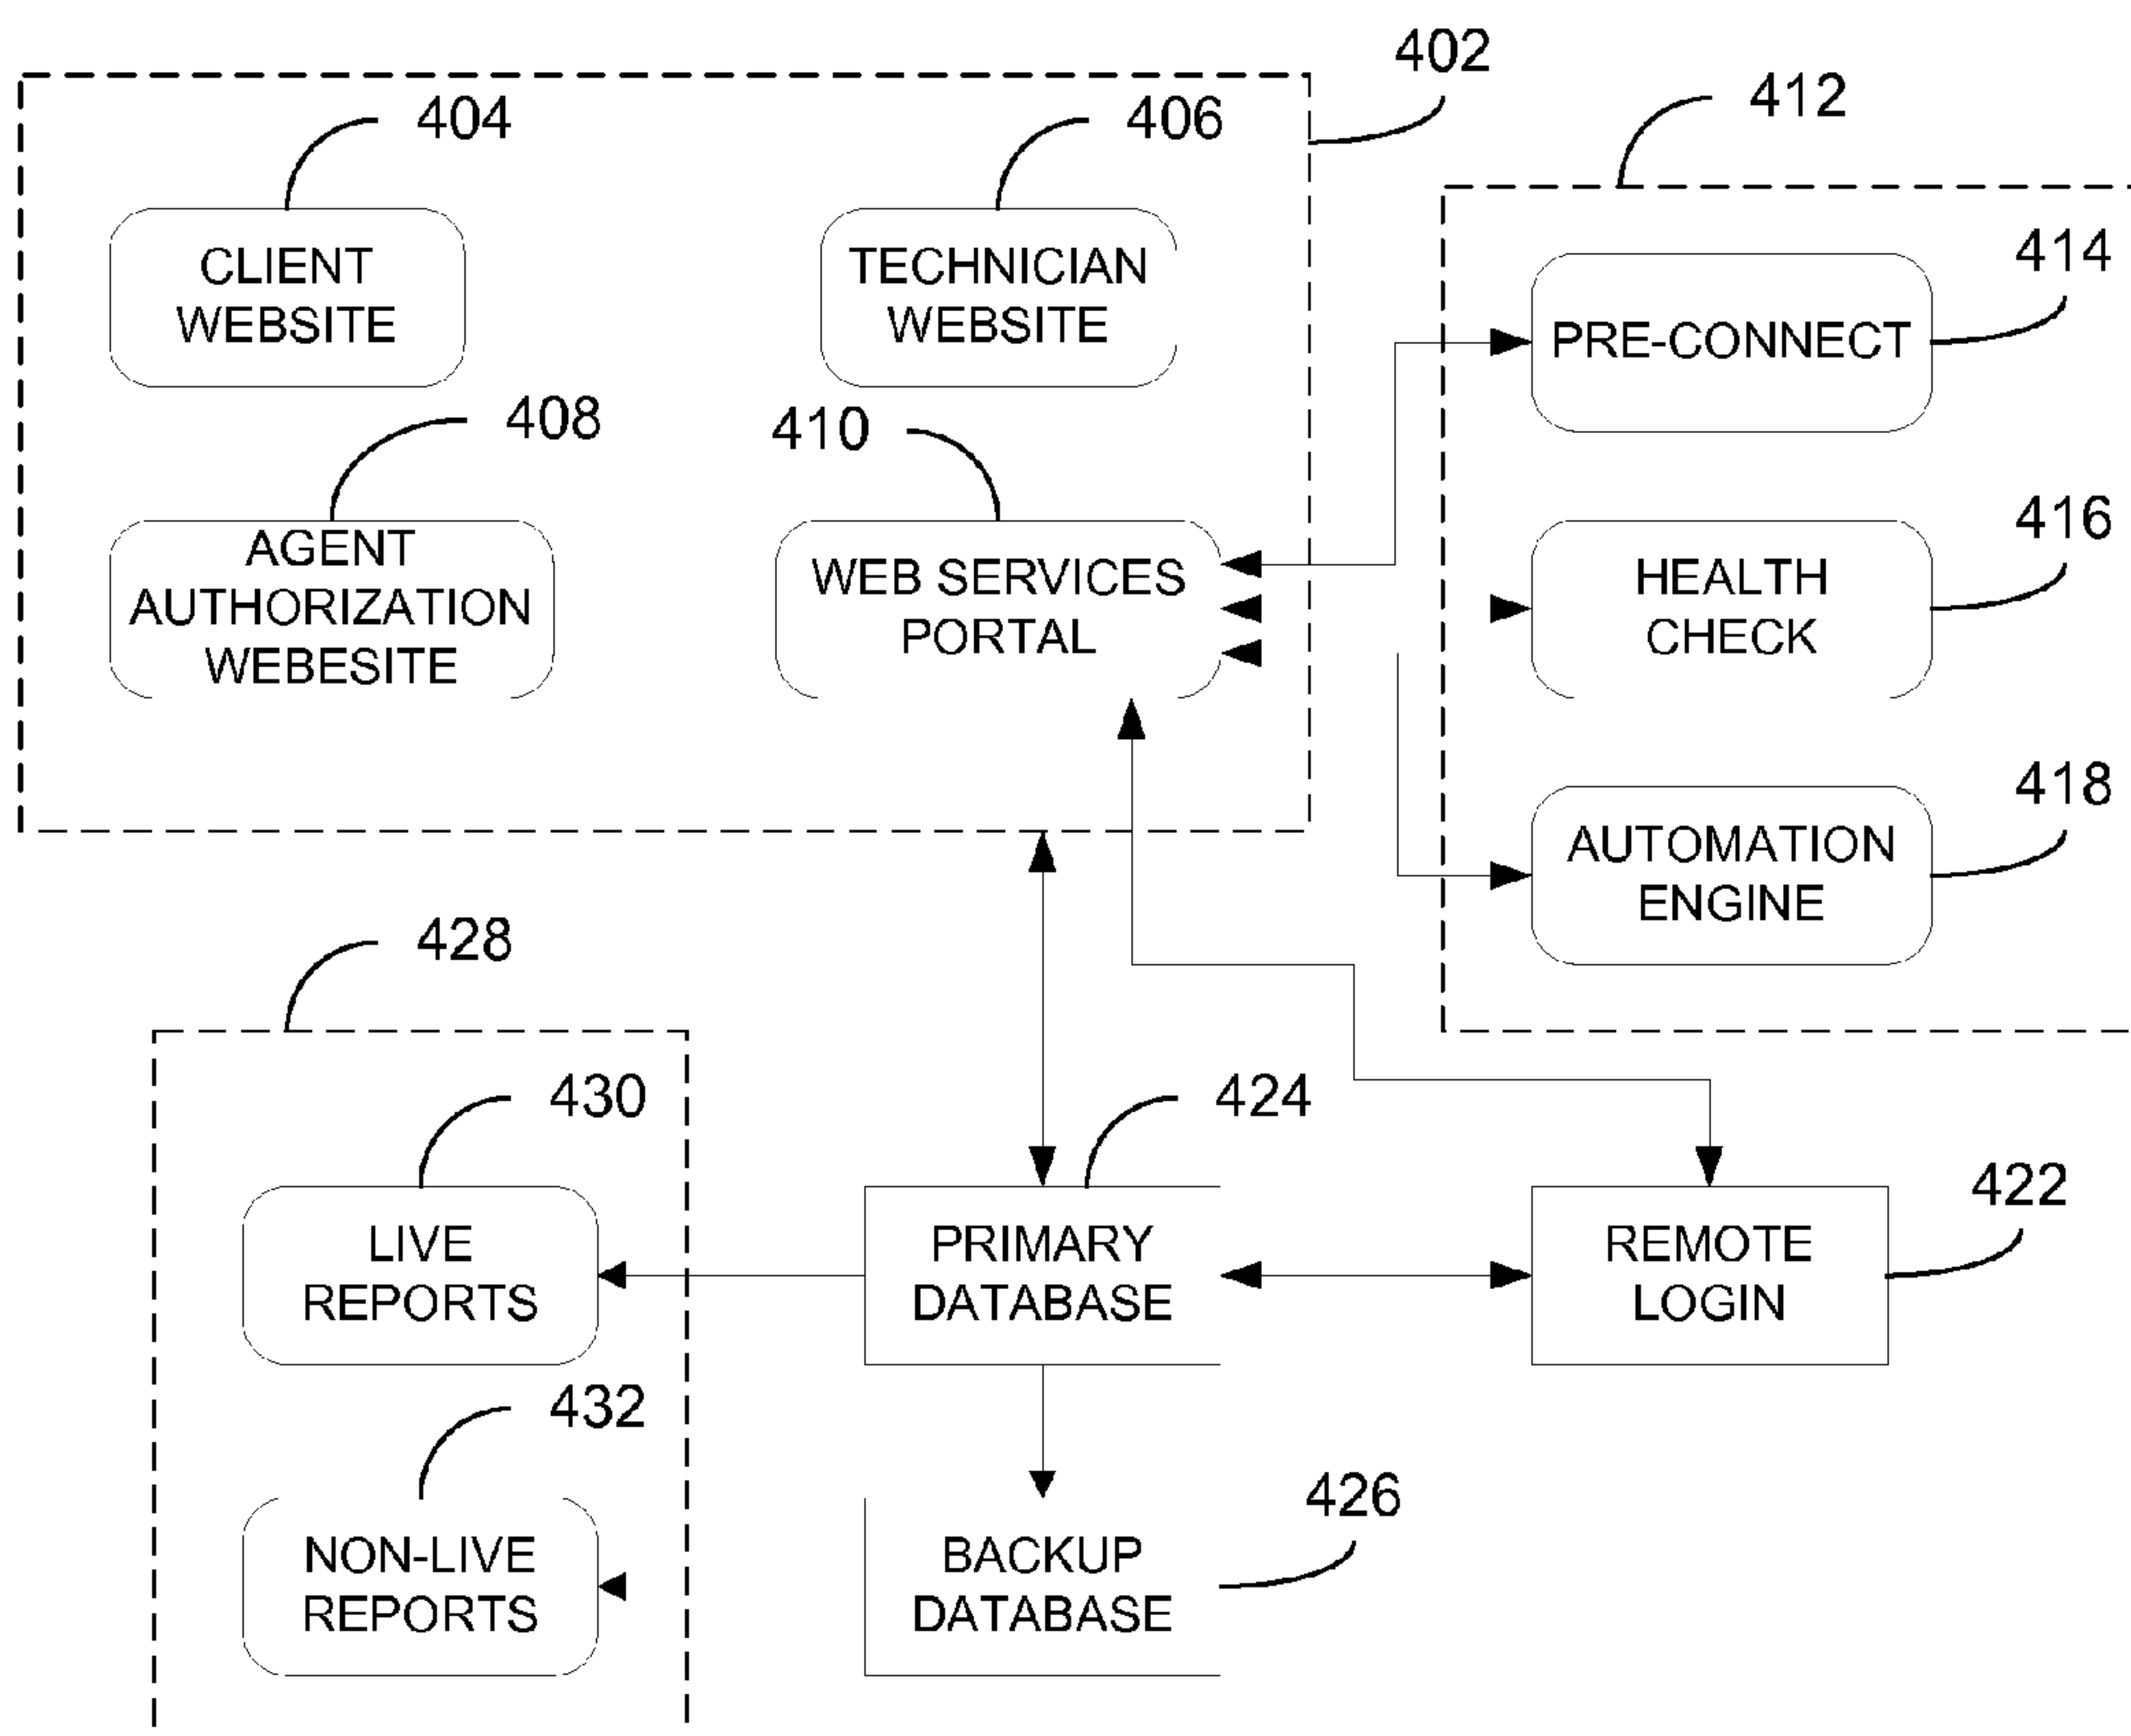 402
412
404
406
CLIENT
WEBSITE
TECHNICIAN
WEBSITE
414
PRE-CONNECT
408
410
AGENT
AUTHORIZATION
WEBESITE
WEB SERVICES
PORTAL
416
HEALTH
CHECK
418
AUTOMATION
ENGINE
428
430
424
422
LIVE
REPORTS
PRIMARY
DATABASE
REMOTE
LOGIN
432
426
NON-LIVE
REPORTS
BACKUP
DATABASE